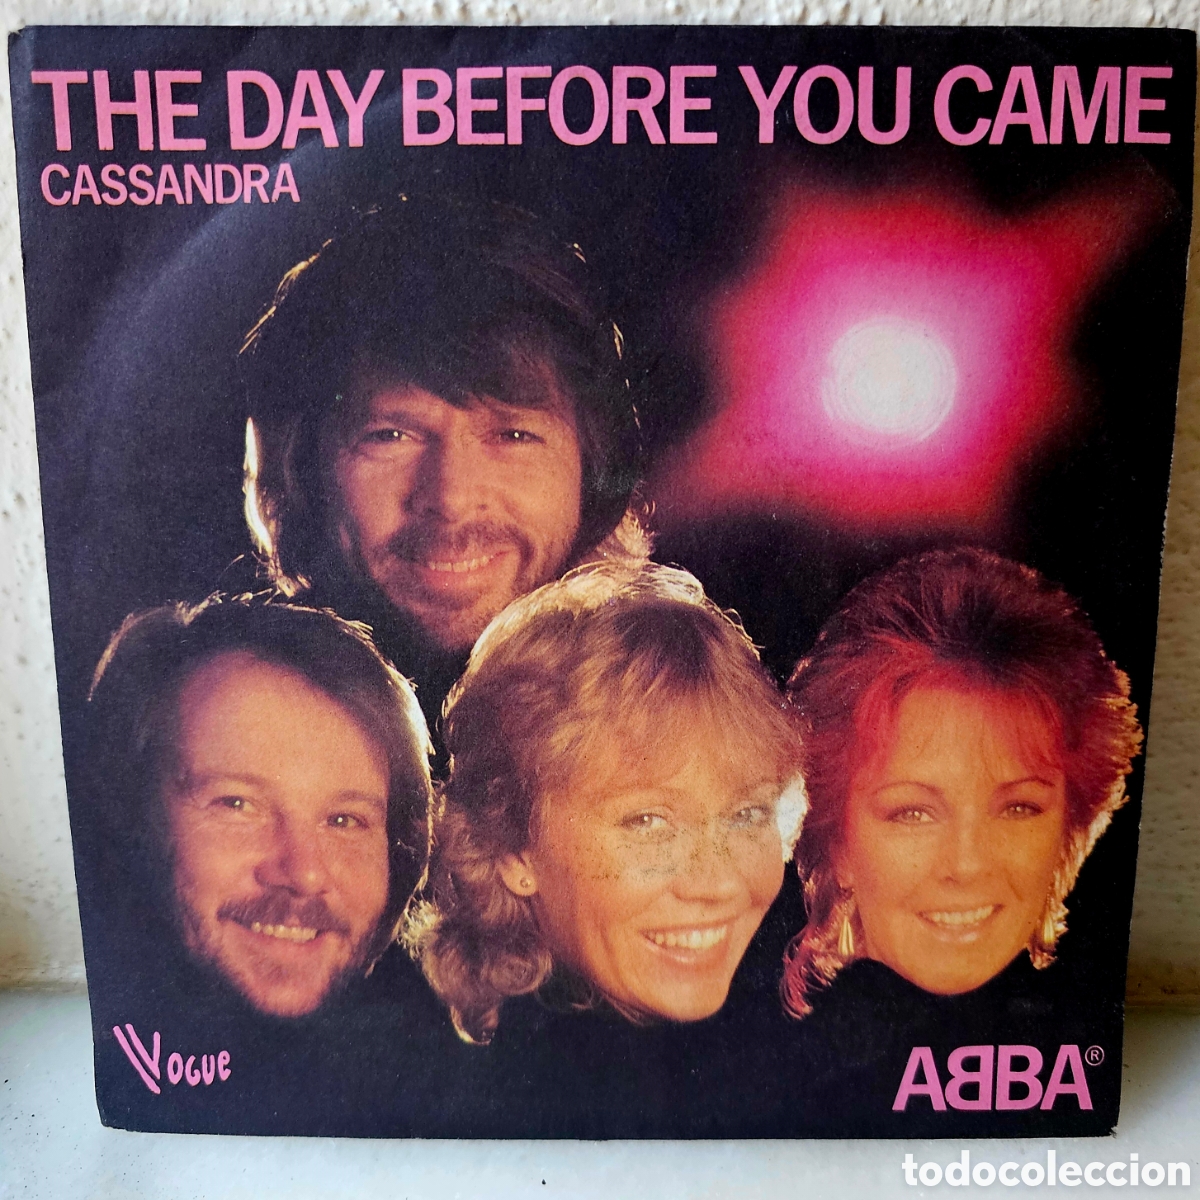 THE DAY BEFORE YOU CAME
CASSANDRA
VOGUE
ABBA®
todocoleccion